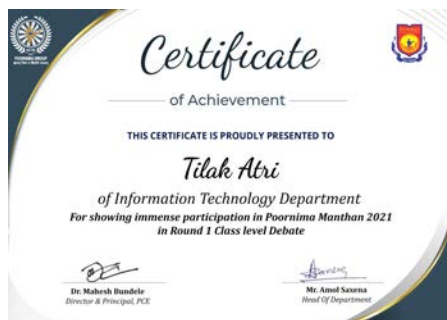 POORNIMA GROUP
Certificate
of Achievement
THIS CERTIFICATE IS PROUDLY PRESENTED TO
Tilak Atri
of Information Technology Department
For showing immense participation in Poornima Manthan 2021
in Round 1 Class level Debate
Dr. Mahesh Bundele
Director & Principal, PCE
Mr. Amol Saxena
Head Of Department